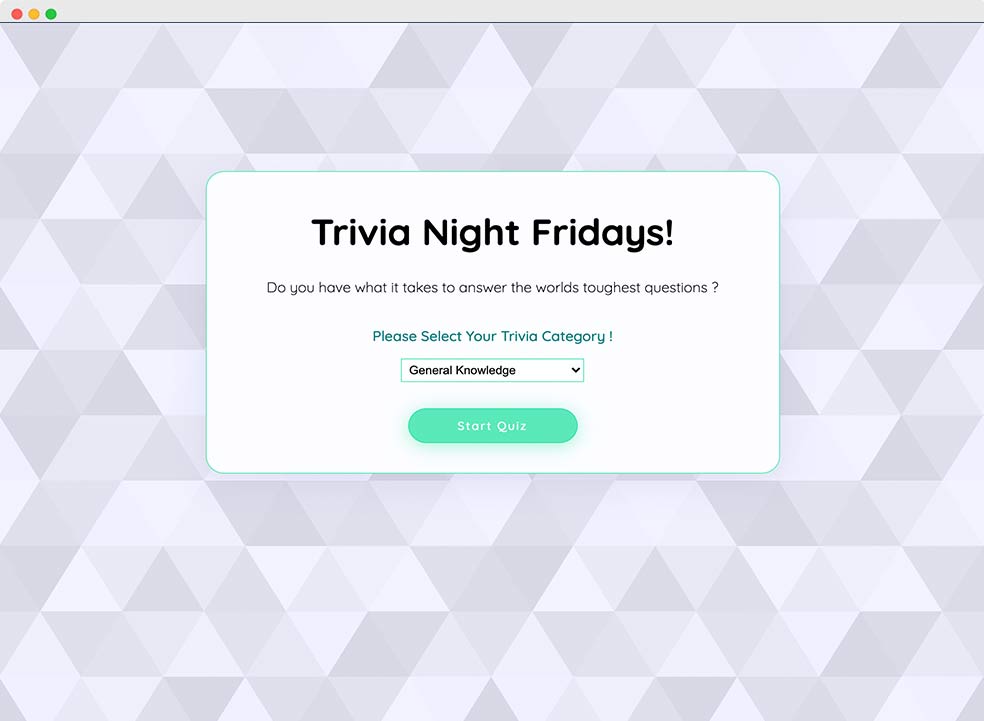 Trivia Night Fridays!
Do you have what it takes to answer the worlds toughest questions ?
Please Select Your Trivia Category !
General Knowledge
Start Quiz